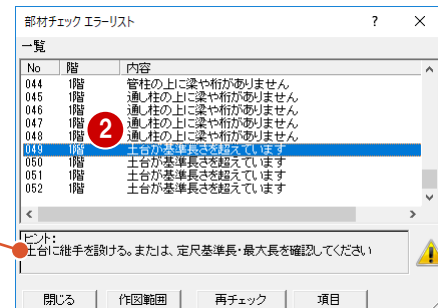 部材チェック エラーリスト ? ×
一覧
No 階 内容
044 1階 管柱の上に梁や桁がありません
045 1階 通し柱の上に梁や桁がありません
046 1階 通し柱の上に梁や桁がありません
047 1階 通し柱の上に梁や桁がありません
048 1階 通し柱の上に梁や桁がありません
2
049 1階 土台が基準長さを超えています
050 1階 土台が基準長さを超えています
051 1階 土台が基準長さを超えています
052 1階 土台が基準長さを超えています
ヒント:
土台に継手を設ける。または、定尺基準長・最大長を確認してください
閉じる 作図範囲 再チェック 項目